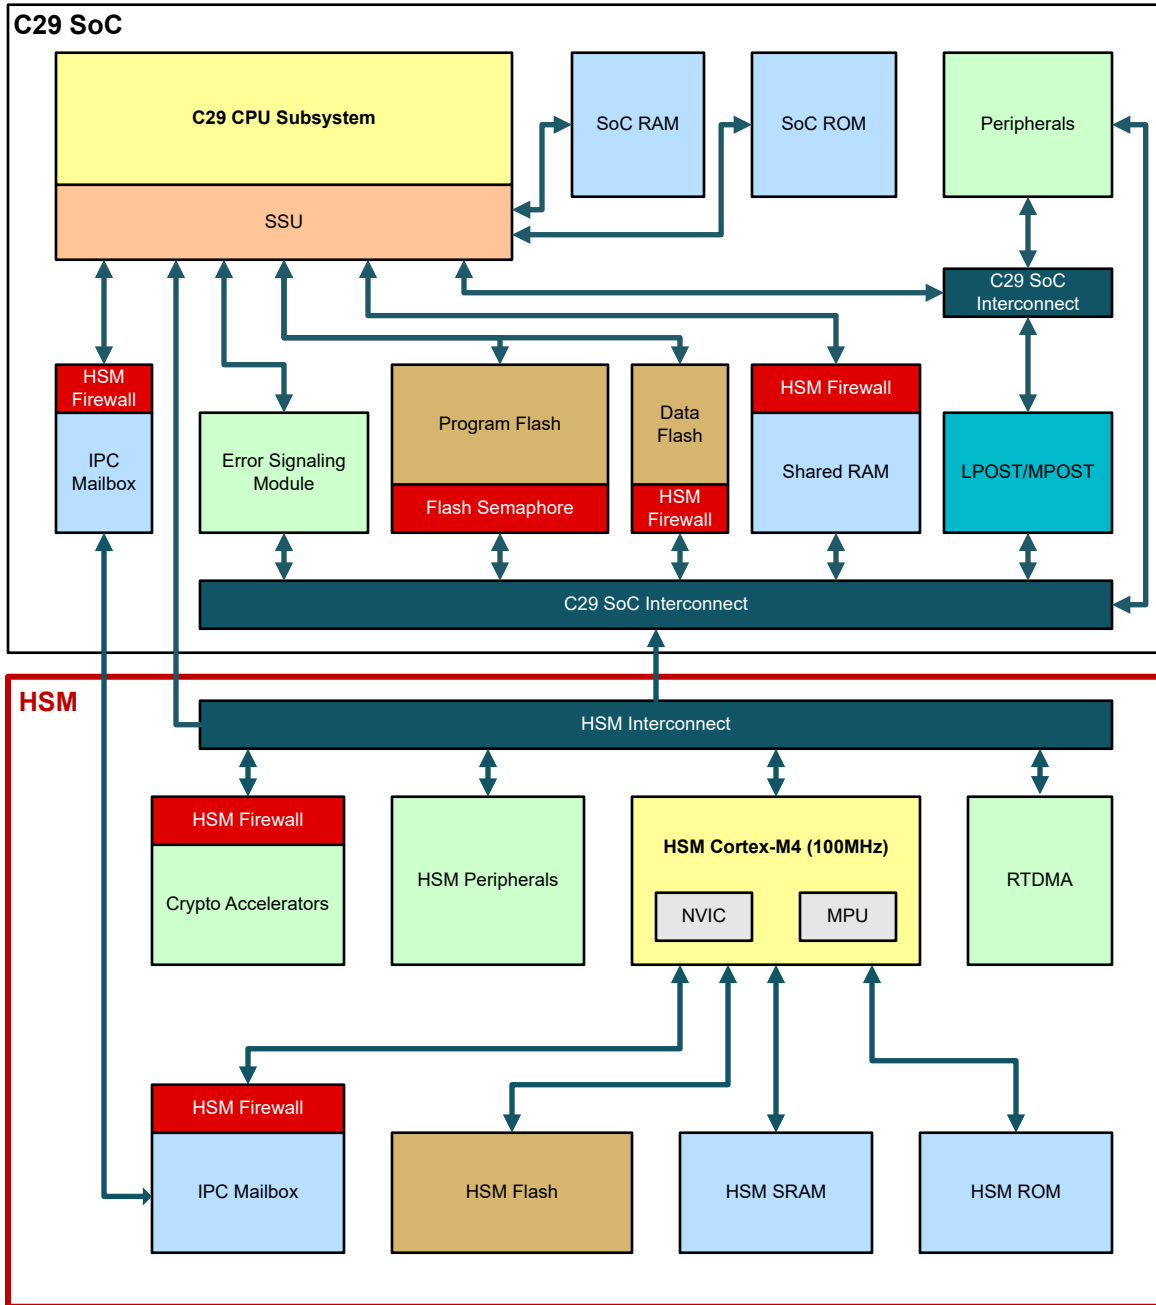 C29 SoC
C29 CPU Subsystem
SSU
SoC RAM
SoC ROM
Peripherals
C29 SoC
Interconnect
HSM
Firewall
IPC
Mailbox
Error Signaling
Module
Program Flash
Flash Semaphore
Data
Flash
HSM
Firewall
HSM Firewall
Shared RAM
LPOST/MPOST
C29 SoC Interconnect
HSM
HSM Interconnect
HSM Firewall
Crypto Accelerators
HSM Peripherals
HSM Cortex-M4 (100MHz)
NVIC
MPU
RTDMA
HSM Firewall
IPC Mailbox
HSM Flash
HSM SRAM
HSM ROM